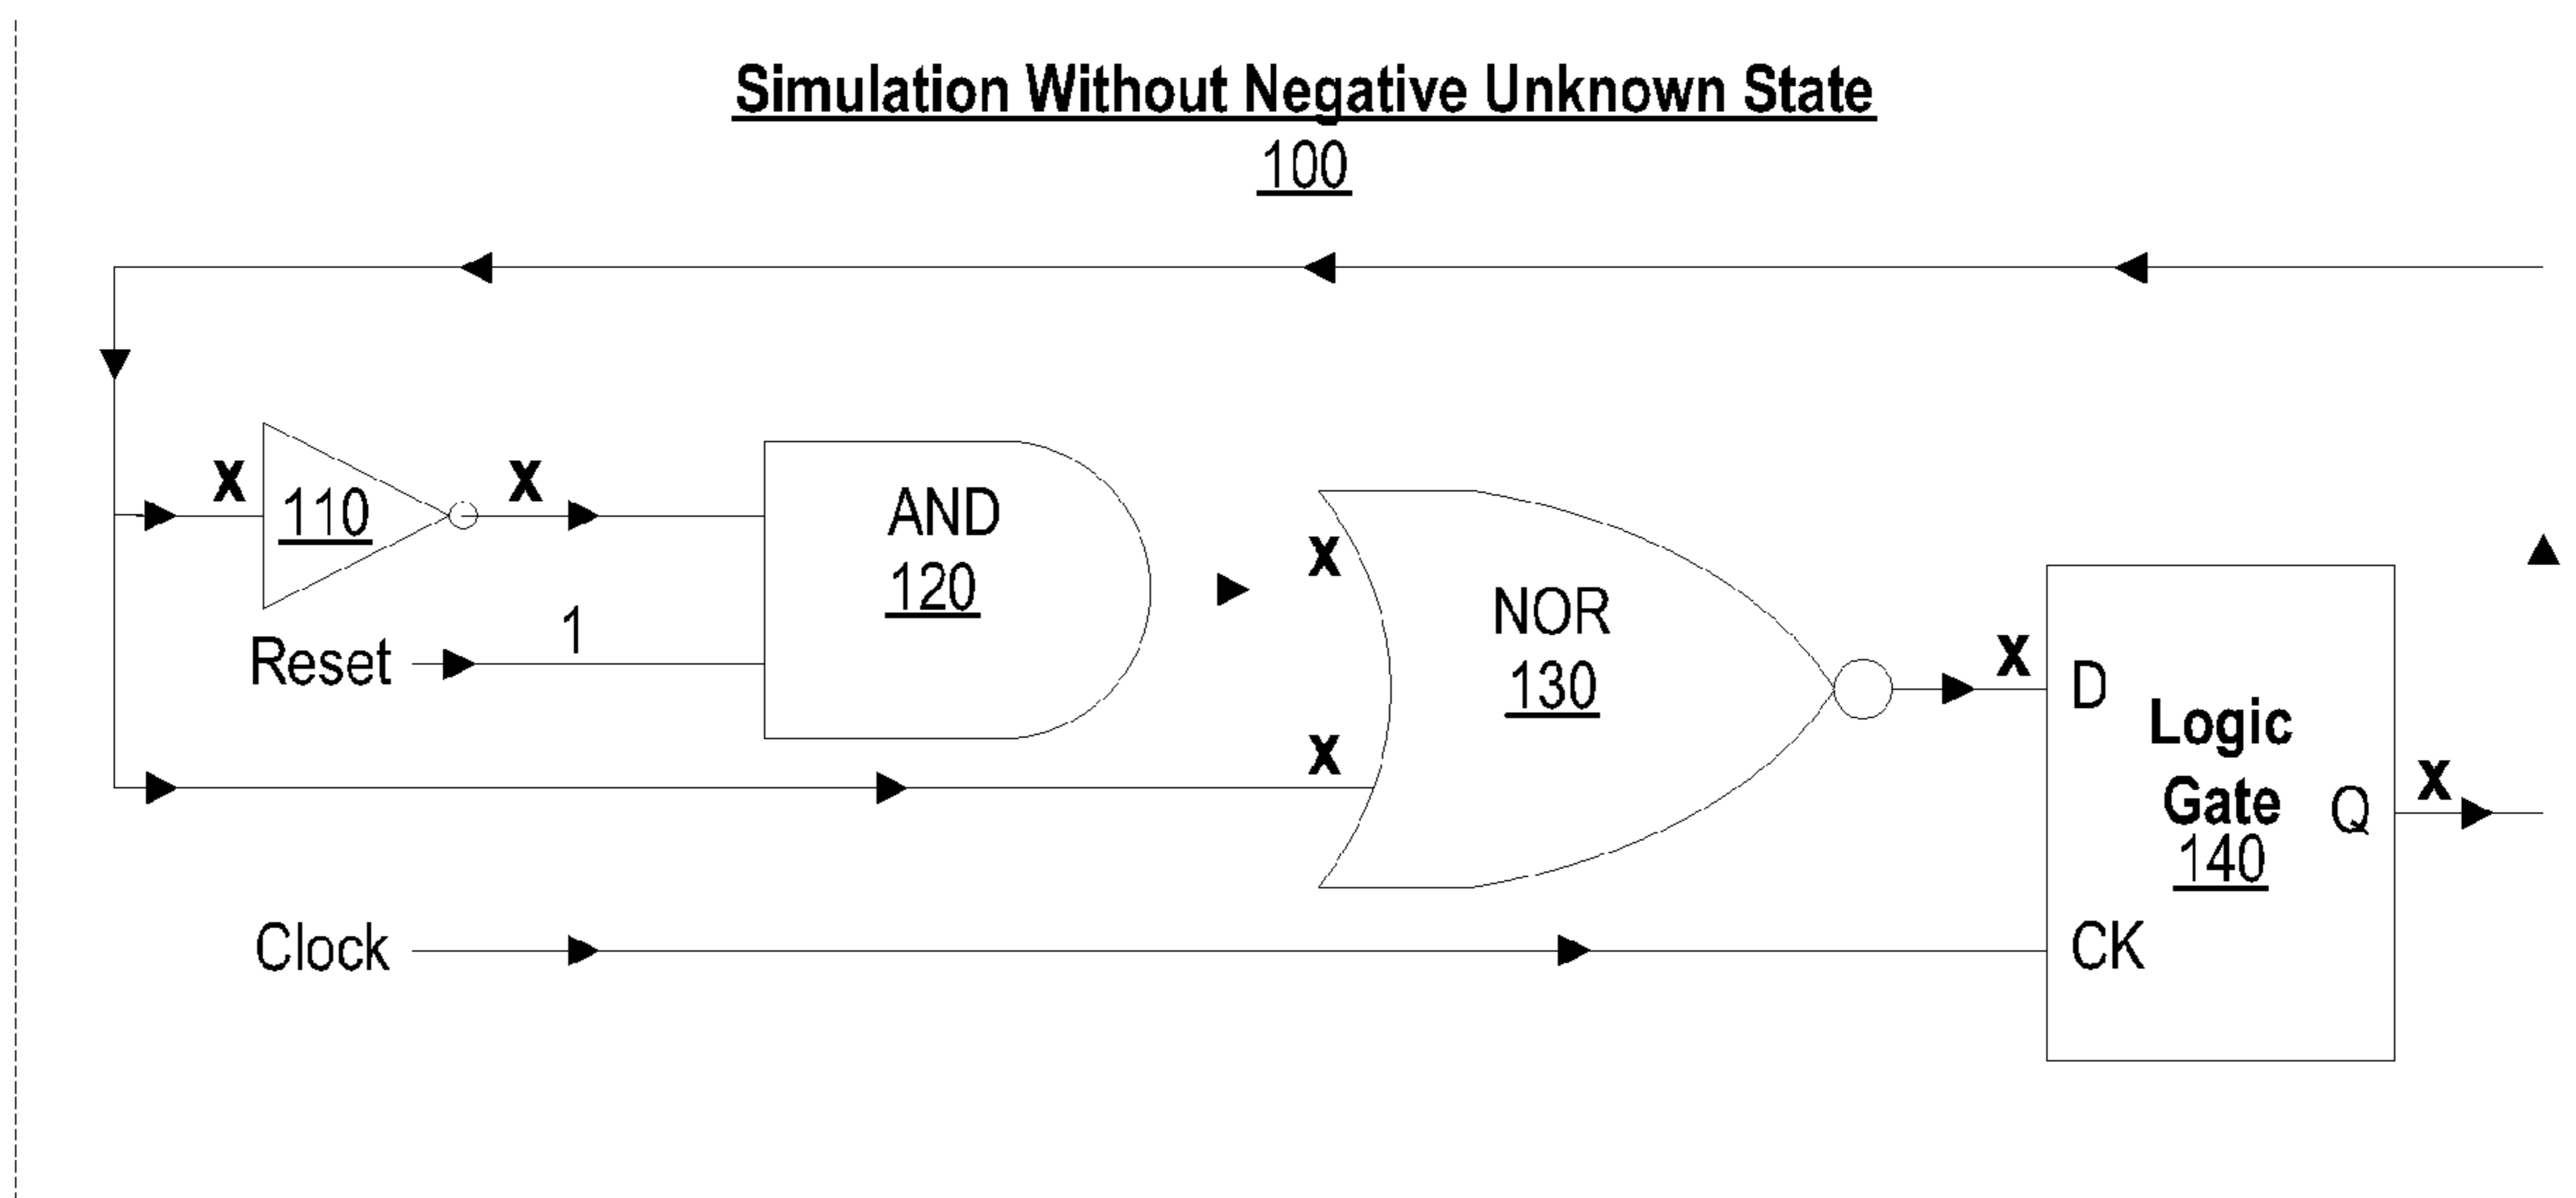 Simulation Without Negative Unknown State
100
X
110
X
AND
120
Reset
1
X
X
NOR
130
X
D
Logic
Gate
140
Q
X
CK
Clock